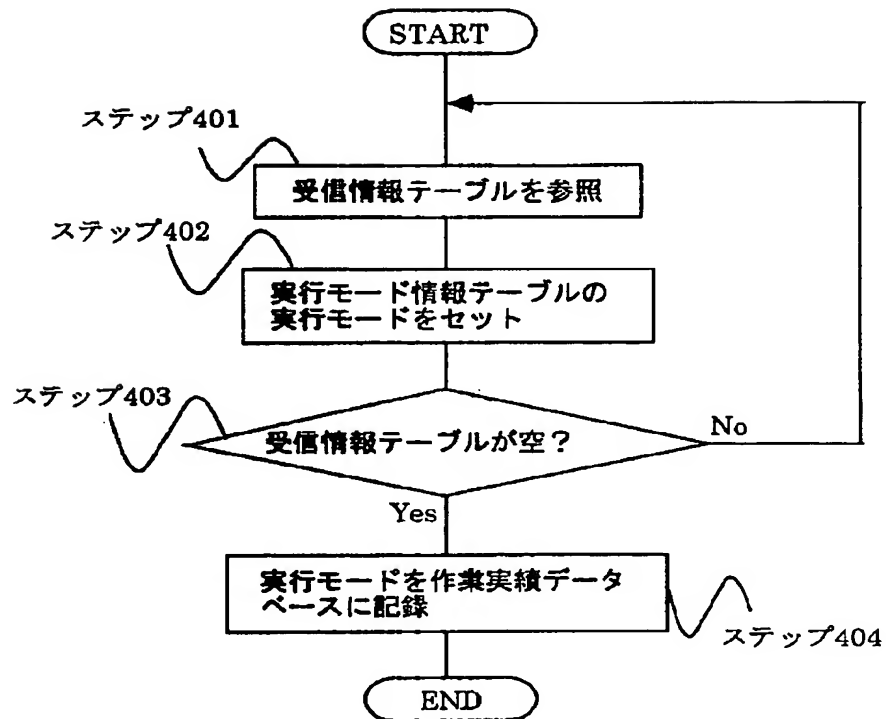 START
ステップ401
受信情報テーブルを参照
ステップ402
実行モード情報テーブルの
実行モードをセット
ステップ403
受信情報テーブルが空？
No
Yes
実行モードを作業実績データ
ベースに記録
ステップ404
END